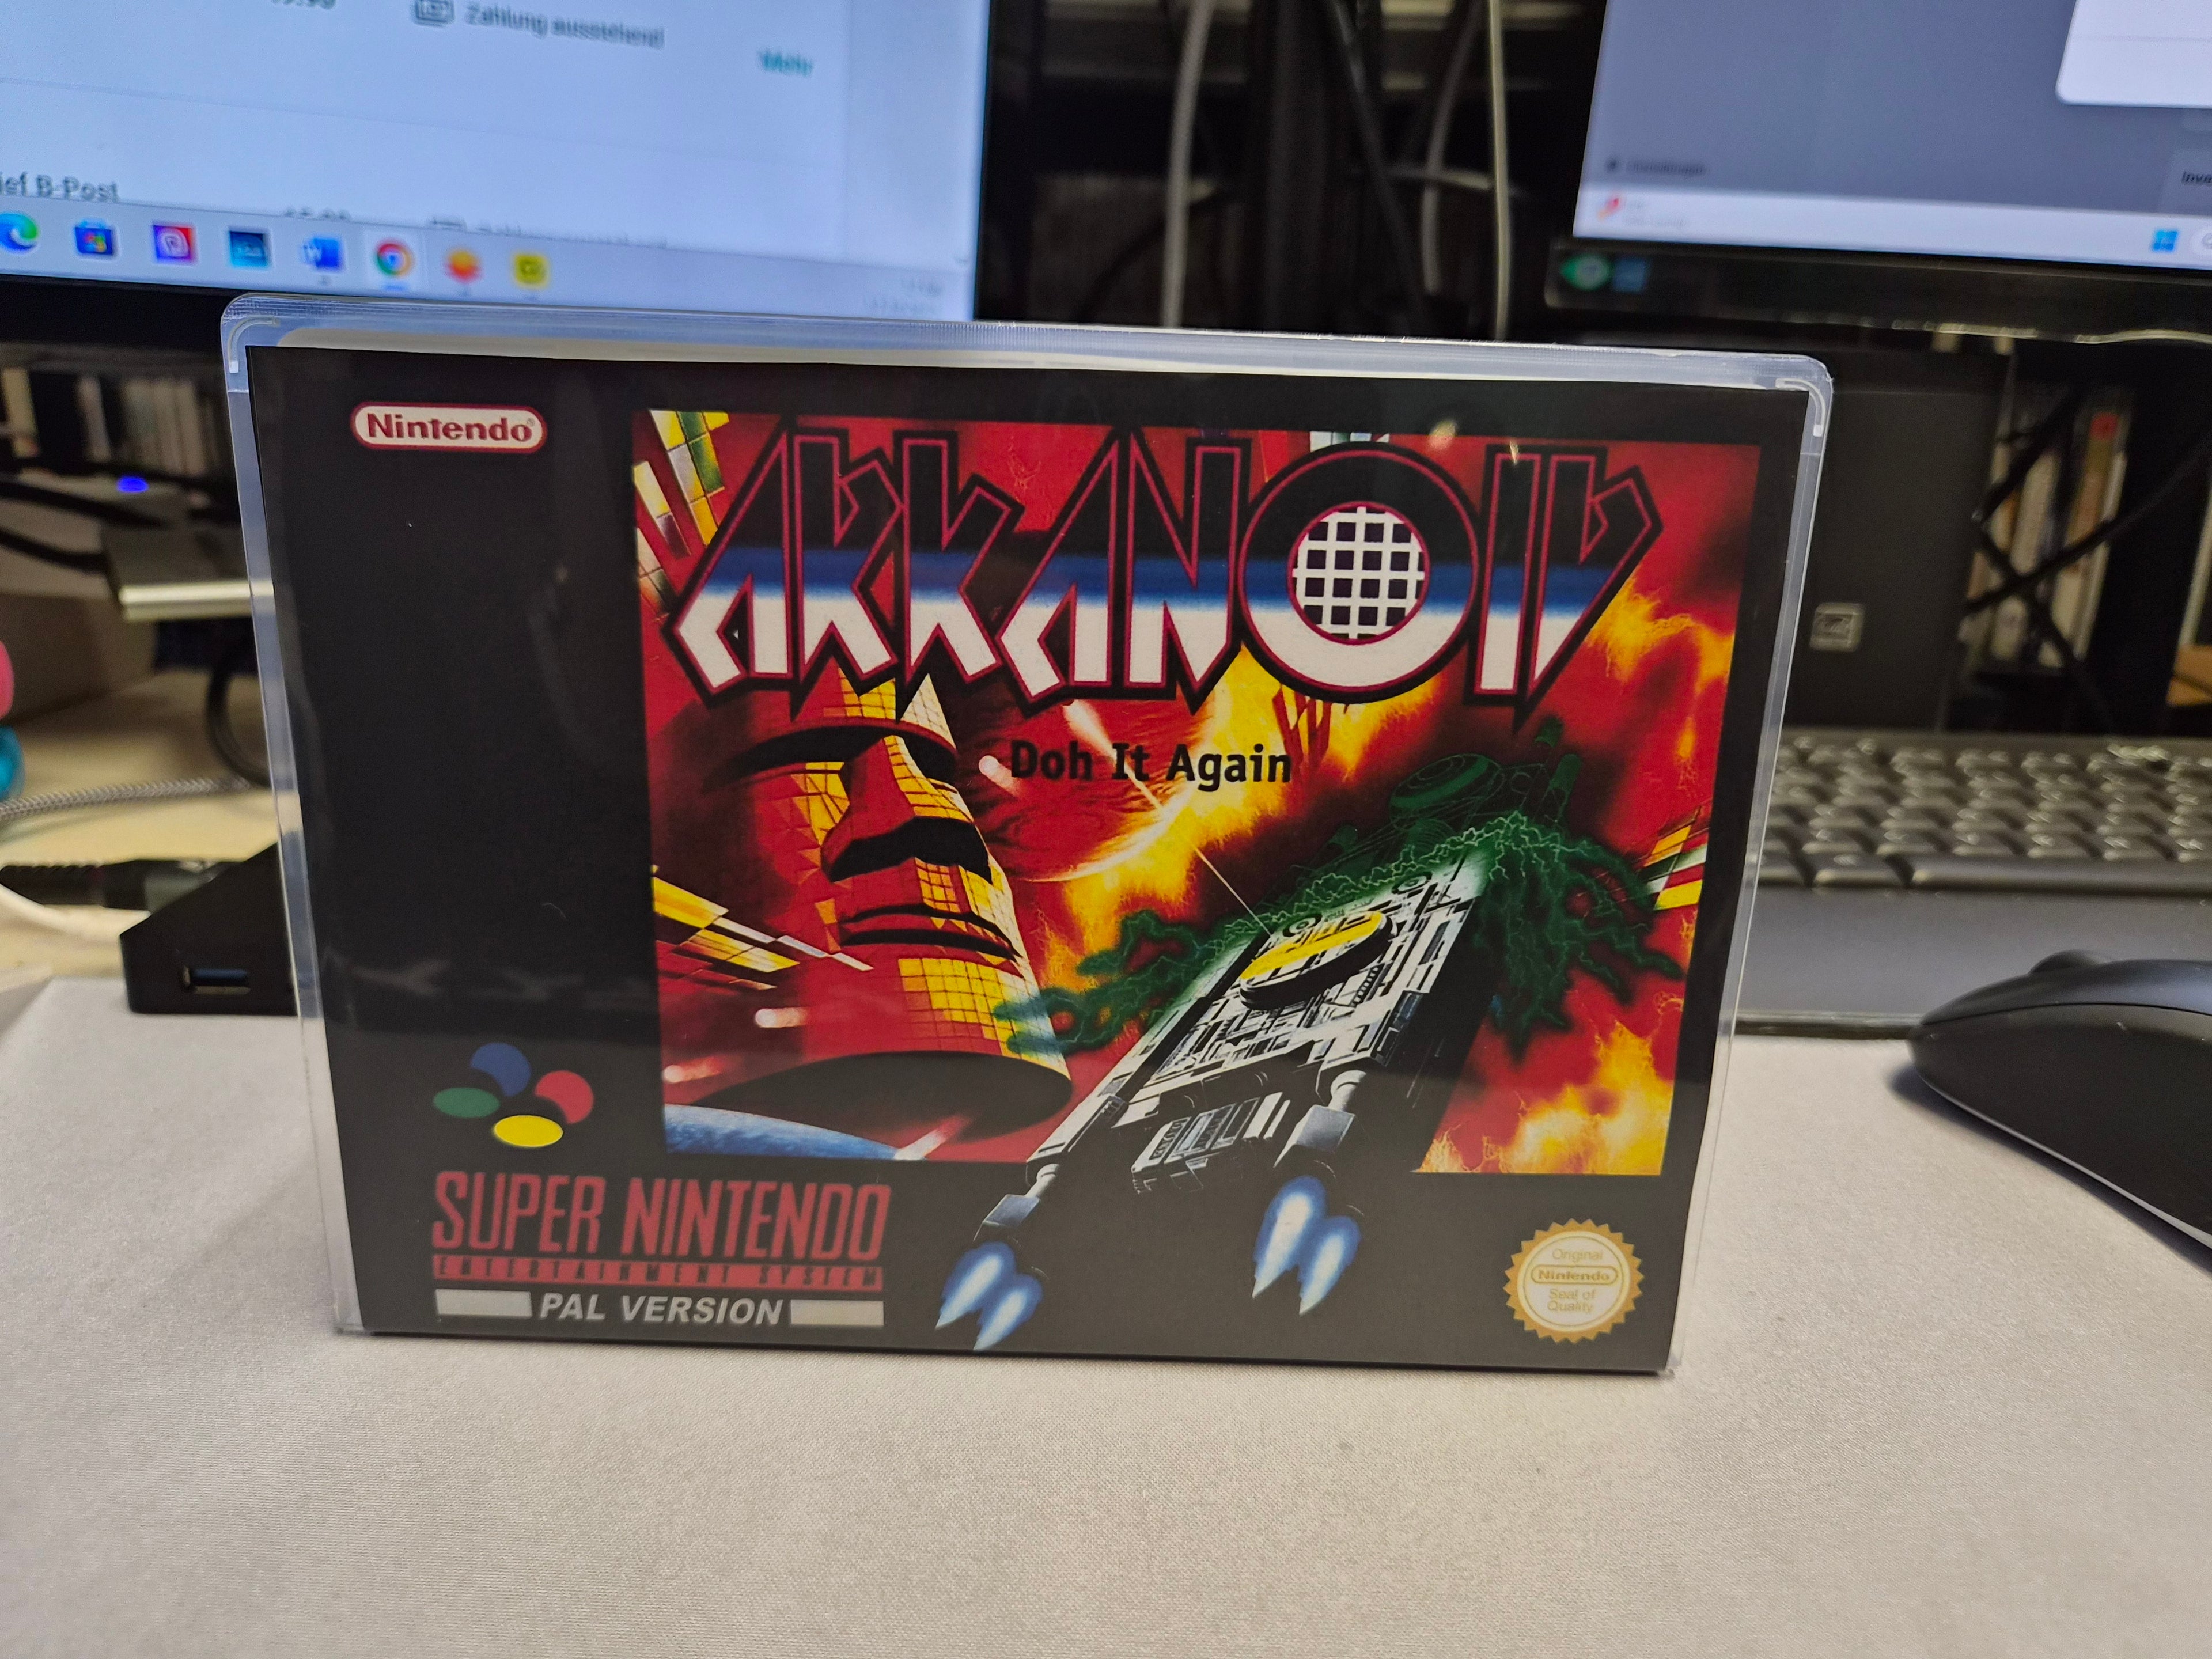 Zahlung ausstehend
Mehr
ief B-Post
Nintendo
ARKANOID
Doh It Again
SUPER NINTENDO
ENTERTAINMENT SYSTEM
PAL VERSION
Original
Nintendo
Seal of
Quality